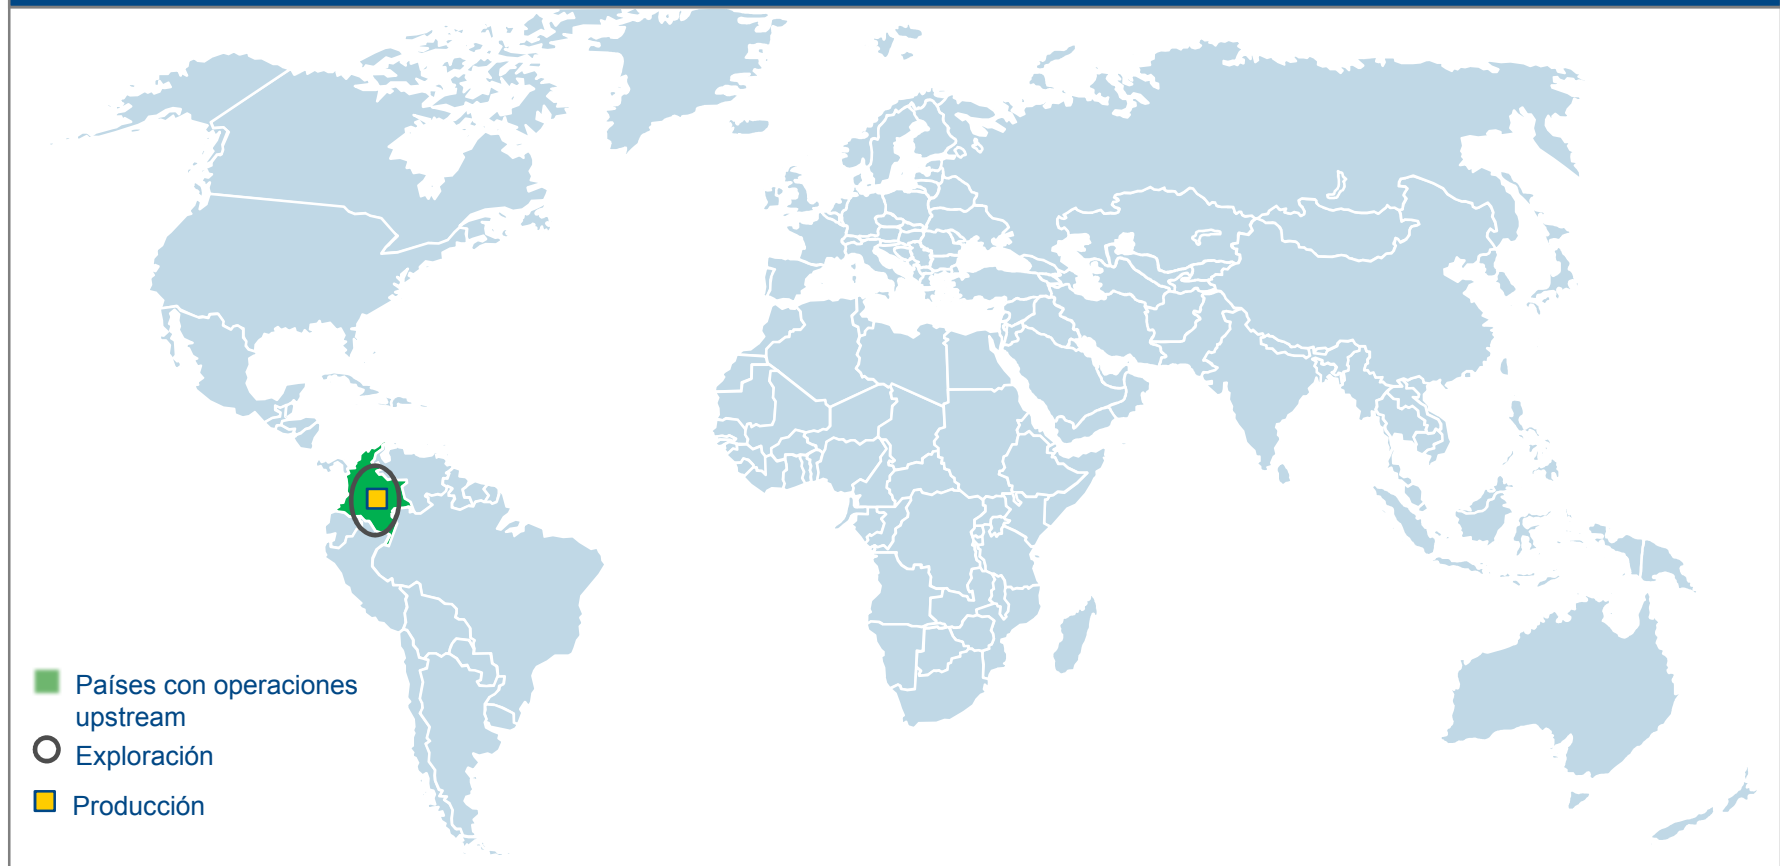 Países con operaciones
upstream
Exploración
Producción